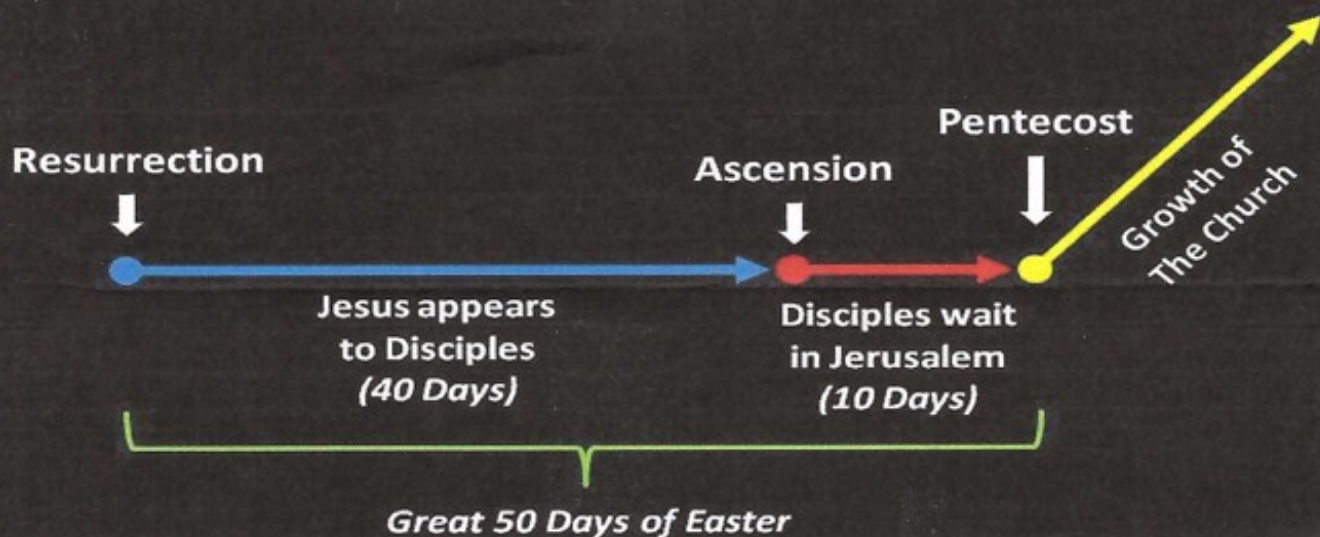 Resurrection
Ascension
Pentecost
Growth of
The Church
Jesus appears
to Disciples
(40 Days)
Disciples wait
in Jerusalem
(10 Days)
Great 50 Days of Easter